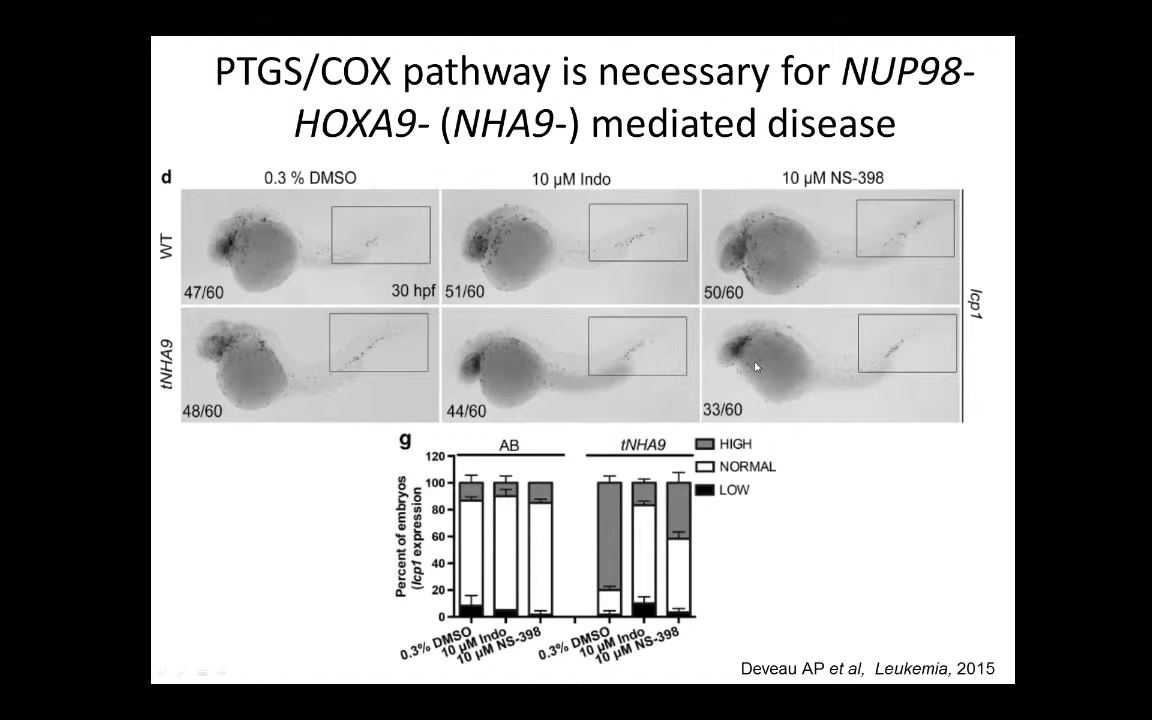 PTGS/COX pathway is necessary for NUP98-
HOXA9- (NHA9-) mediated disease
d
0.3 % DMSO
10 µM Indo
10 µM NS-398
WT
47/60
30 hpf
51/60
50/60
lcp1
tNHA9
48/60
44/60
33/60
g
AB
tNHA9
HIGH
NORMAL
LOW
Percent of embryos
(lcp1 expression
120
100
80
60
40
20
0
0.3% DMSO
10 µM Indo
10 µM NS-398
0.3% DMSO
10 µM Indo
10 µM NS-398
Deveau AP et al, Leukemia, 2015